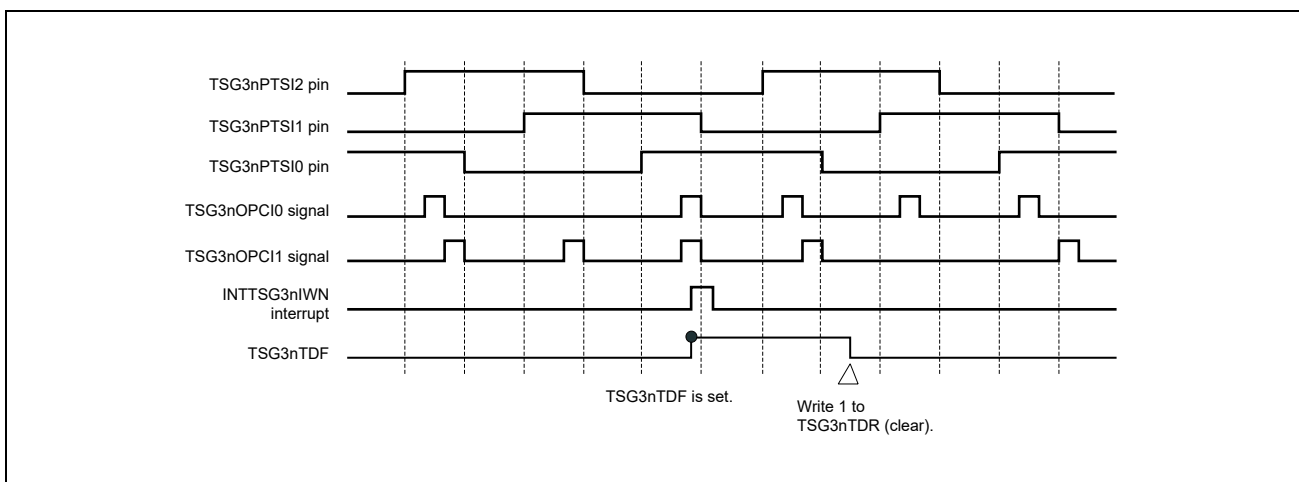 TSG3nPTSI2 pin
TSG3nPTSI1 pin
TSG3nPTSI0 pin
TSG3nOPCI0 signal
TSG3nOPCI1 signal
INTTSG3nIWN
interrupt
TSG3nTDF
TSG3nTDF is set.
Write 1 to
TSG3nTDR (clear).